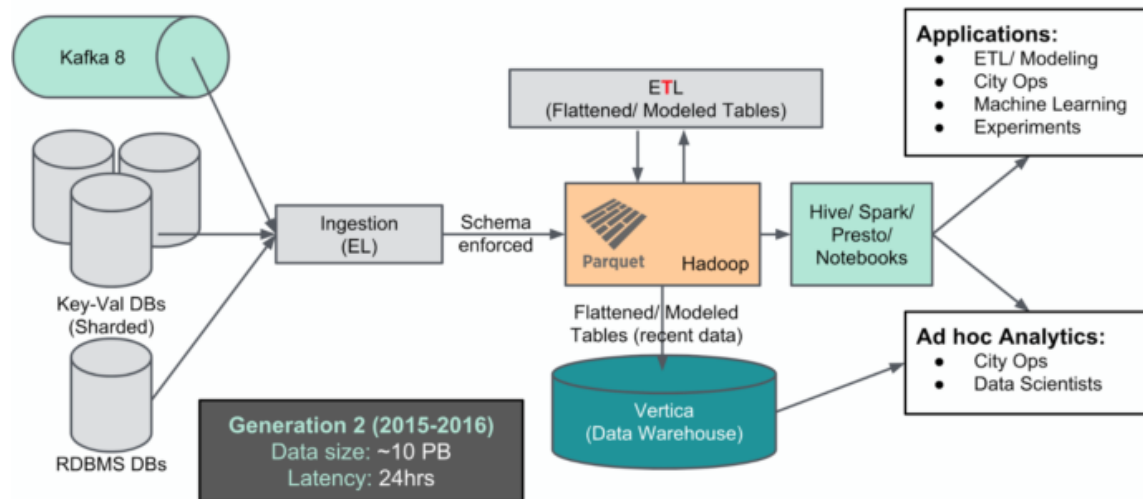 Kafka 8
Key-Val DBs
(Sharded)
RDBMS DBs
Ingestion
(EL)
Schema
enforced
ETL
(Flattened/ Modeled Tables)
Parquet
Hadoop
Flattened/ Modeled
Tables (recent data)
Vertica
(Data Warehouse)
Hive/ Spark/
Presto/
Notebooks
Applications:
● ETL/ Modeling
● City Ops
● Machine Learning
● Experiments
Ad hoc Analytics:
● City Ops
● Data Scientists
Generation 2 (2015-2016)
Data size: ~10 PB
Latency: 24hrs